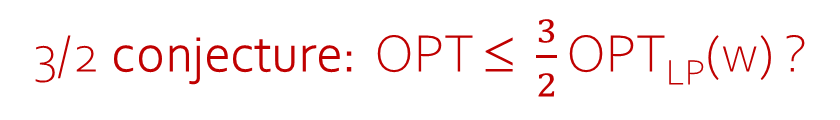 3/2 conjecture: OPT ≤ 3/2 OPT_LP(w) ?